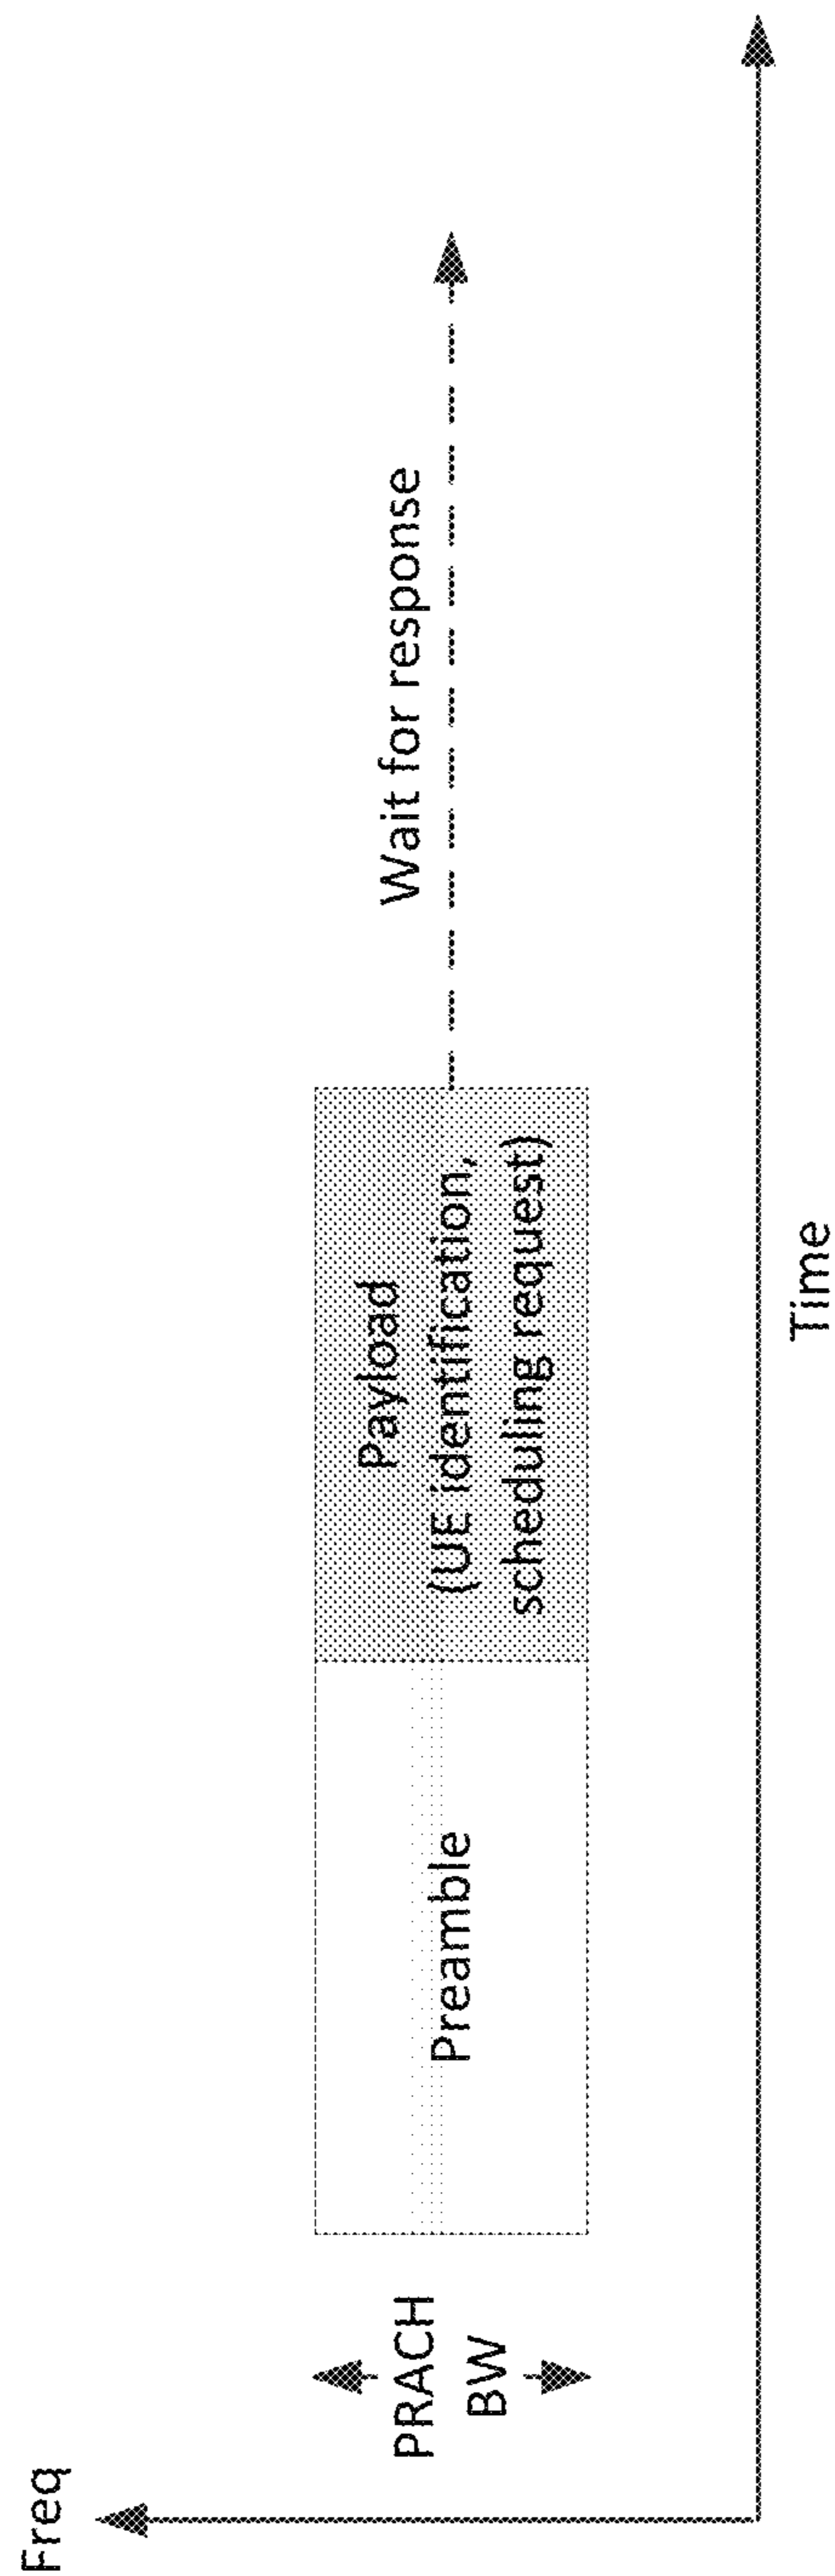 Freq
PRACH
BW
Preamble
Payload
(UE identification,
scheduling request)
Wait for response
Time